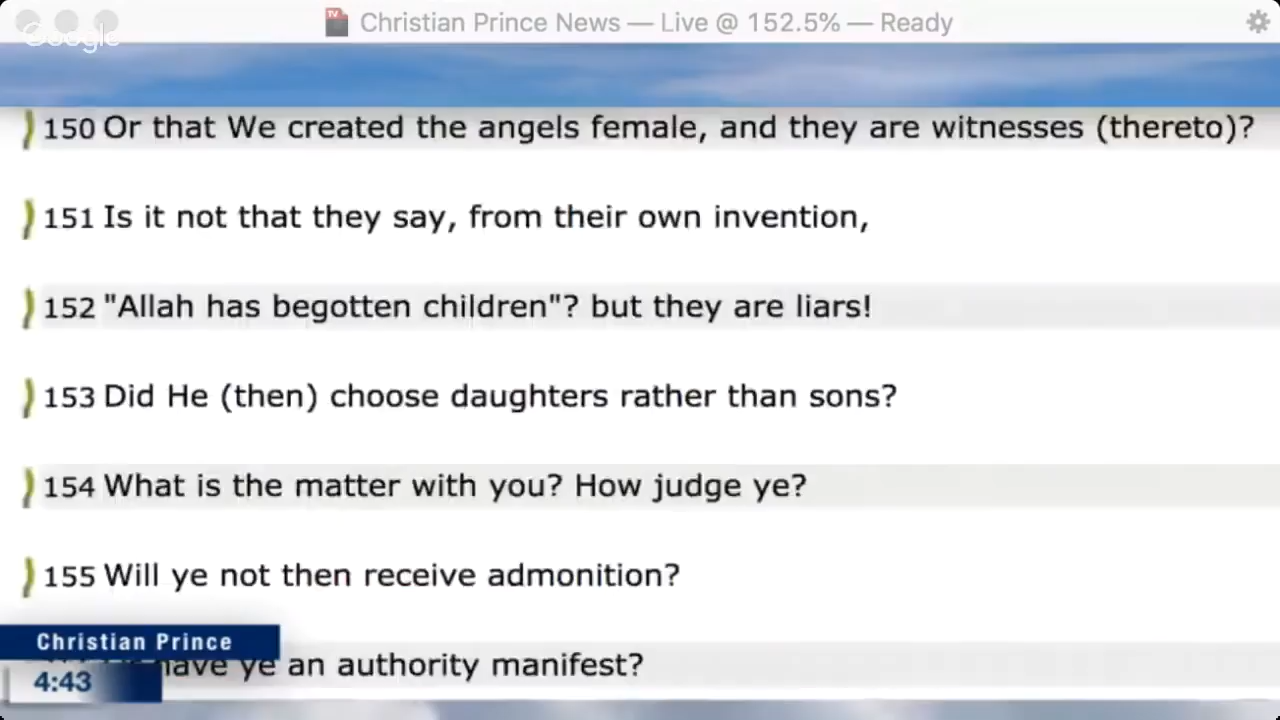 Christian Prince News — Live @ 152.5% — Ready
Google
150 Or that We created the angels female, and they are witnesses (thereto)?
151 Is it not that they say, from their own invention,
152 "Allah has begotten children"? but they are liars!
153 Did He (then) choose daughters rather than sons?
154 What is the matter with you? How judge ye?
155 Will ye not then receive admonition?
have ye an authority manifest?
Christian Prince
4:43